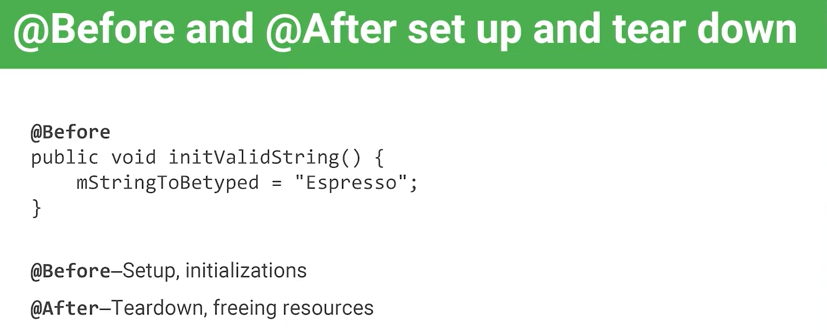 @Before and @After set up and tear down
@Before
public void initValidString() {
    mStringToBetyped = "Espresso";
}
@Before–Setup, initializations
@After–Teardown, freeing resources